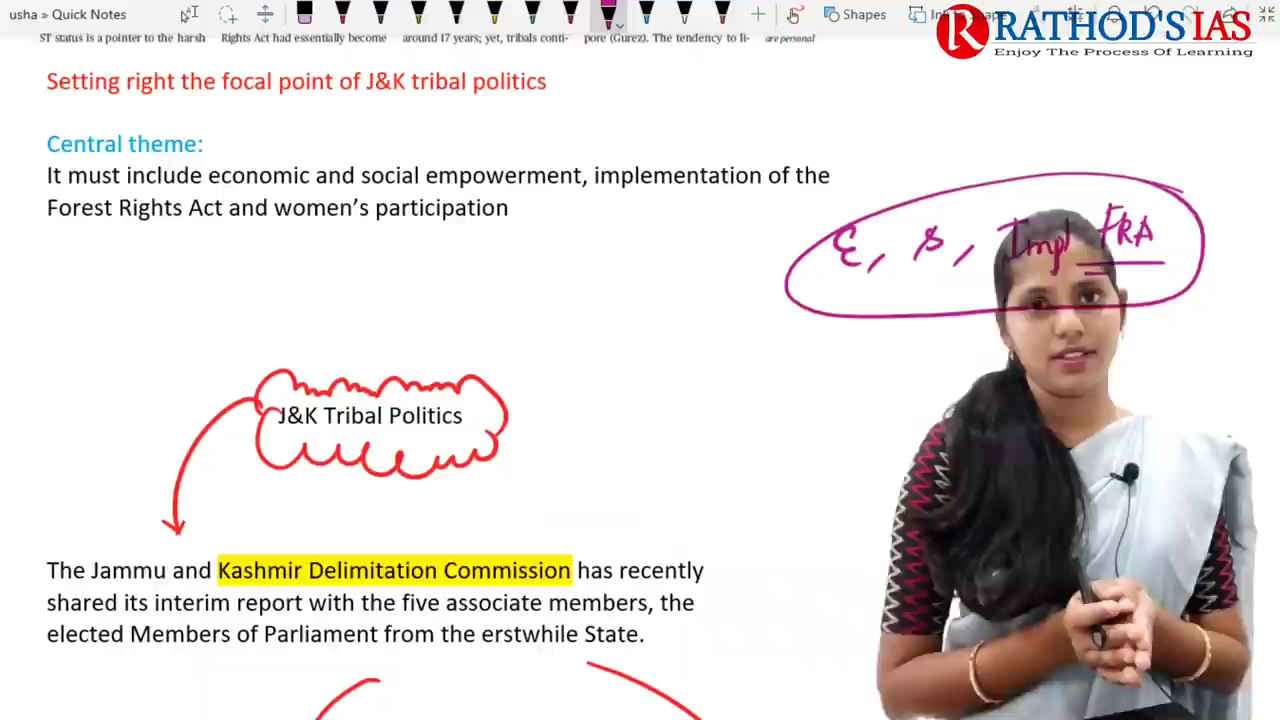 usha » Quick Notes
Shapes
Ink to Shape
RATHOD'S IAS
Enjoy The Process Of Learning
ST status is a pointer to the harsh
Rights Act had essentially become
around 17 years; yet, tribals conti-
pore (Gurez). The tendency to li-
are personal
Setting right the focal point of J&K tribal politics
Central theme:
It must include economic and social empowerment, implementation of the
Forest Rights Act and women's participation
E, S, Impl FRA
J&K Tribal Politics
The Jammu and Kashmir Delimitation Commission has recently
shared its interim report with the five associate members, the
elected Members of Parliament from the erstwhile State.